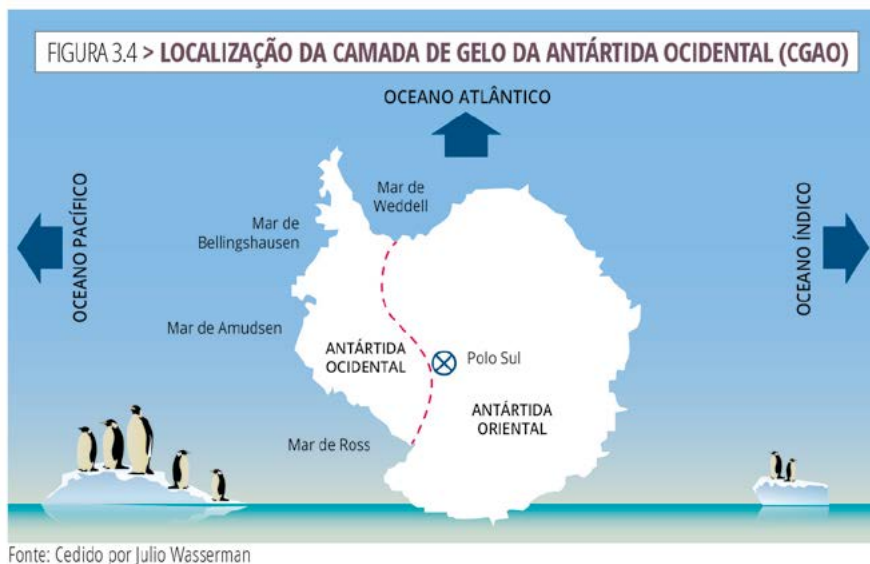 FIGURA 3.4 > LOCALIZAÇÃO DA CAMADA DE GELO DA ANTÁRTIDA OCIDENTAL (CGAO)
OCEANO ATLÂNTICO
OCEANO PACÍFICO
Mar de
Weddell
Mar de
Bellingshausen
OCEANO ÍNDICO
Mar de Amudsen
ANTÁRTIDA
OCIDENTAL
Polo Sul
ANTÁRTIDA
ORIENTAL
Mar de Ross
Fonte: Cedido por Julio Wasserman